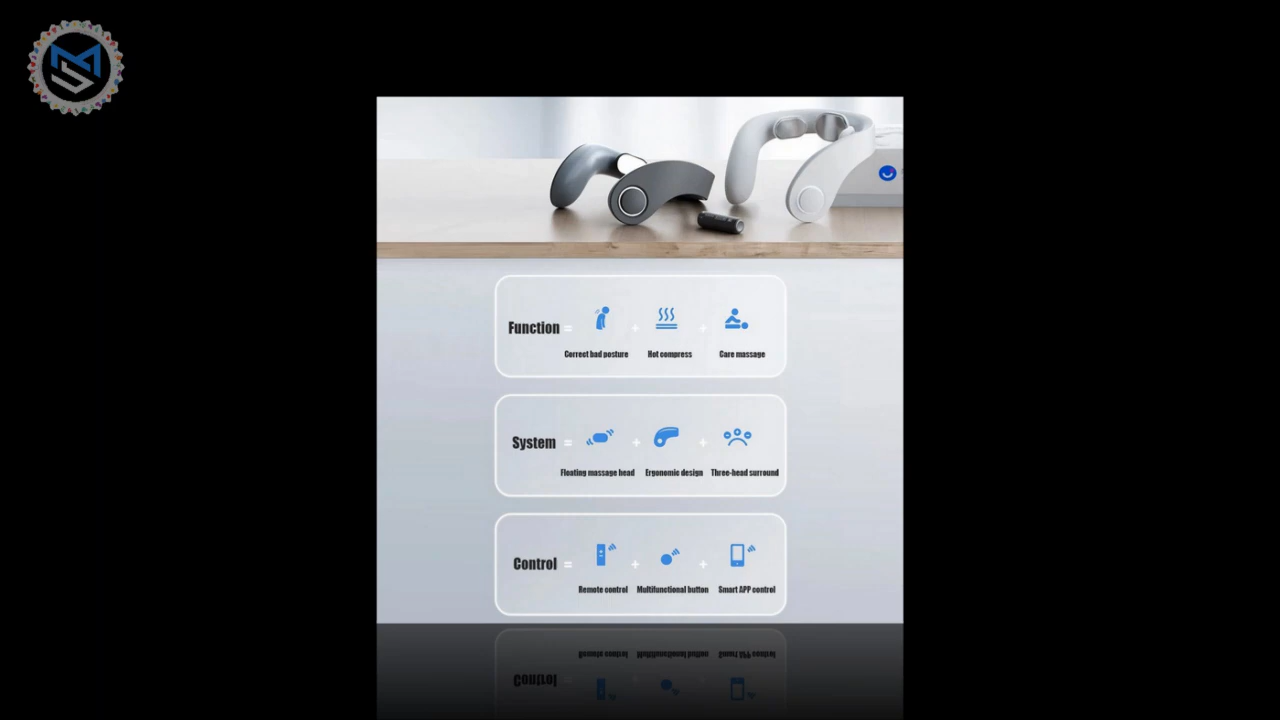 Function = + +
Correct bad posture Hot compress Care massage
System = + +
Floating massage head Ergonomic design Three-head surround
Control = + +
Remote control Multifunctional button Smart APP control